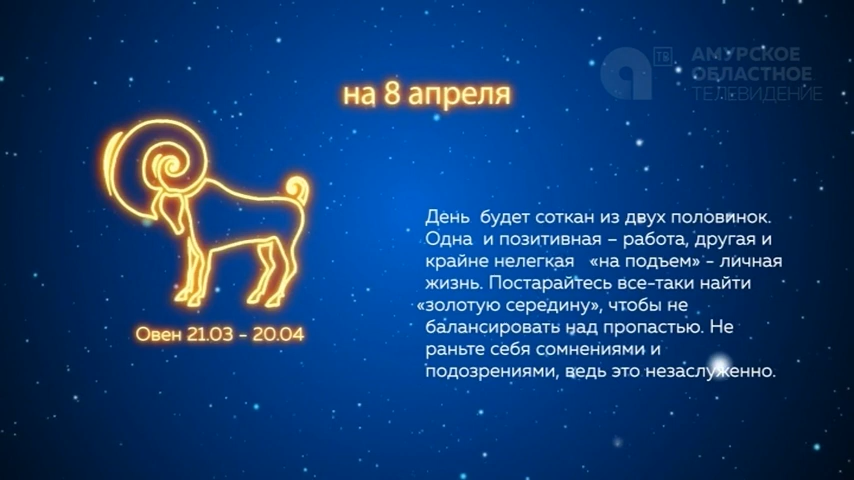 ТВ
АМУРСКОЕ
ОБЛАСТНОЕ
ТЕЛЕВИДЕНИЕ
на 8 апреля
День будет соткан из двух половинок.
Одна и позитивная – работа, другая и
крайне нелегкая «на подъем» - личная
жизнь. Постарайтесь все-таки найти
«золотую середину», чтобы не
балансировать над пропастью. Не
раньте себя сомнениями и
подозрениями, ведь это незаслуженно.
Овен 21.03 - 20.04